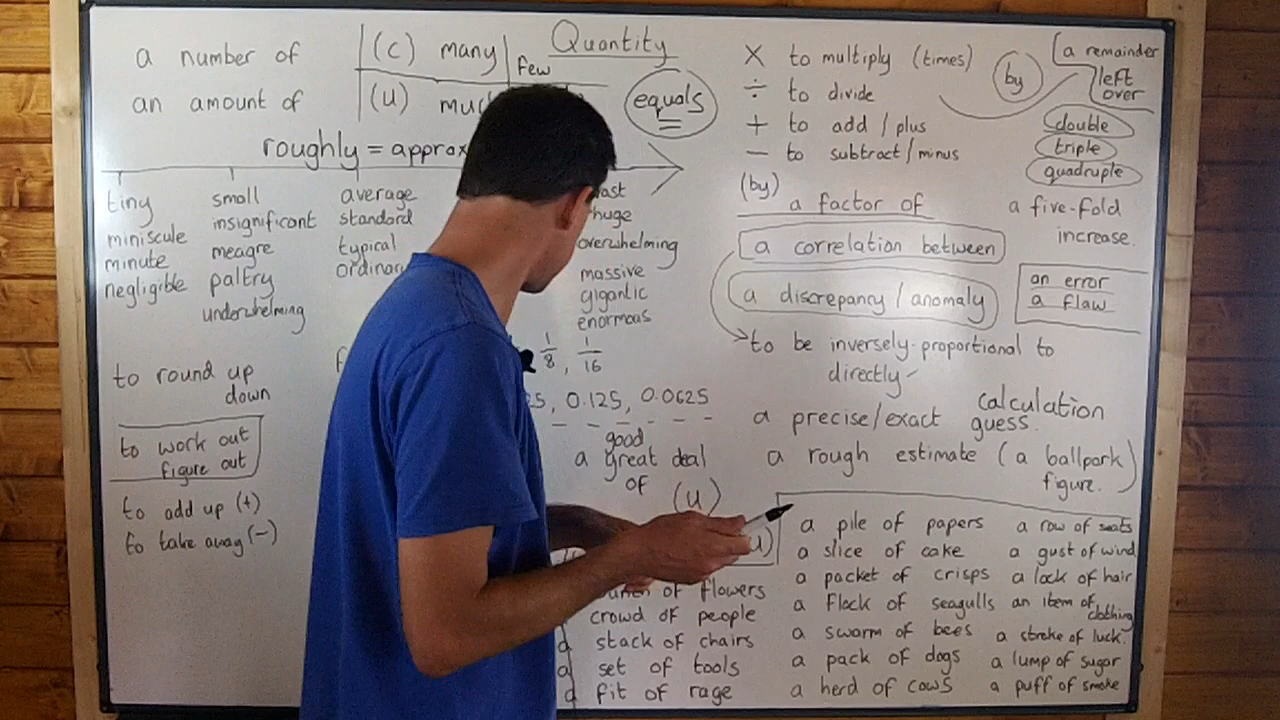 Quantity
a number of (C) many few
an amount of (U)
equals
roughly = approx
tiny
miniscule
minute
negligible
small
insignificant
meagre
paltry
underwhelming
average
standard
typical
huge
overwhelming
massive
gigantic
enormous
to round up
down
to work out
figure out
to add up (+)
to take away (-)
1/8, 1/16
0.125, 0.0625
good
a great deal
of
(U)
X to multiply (times)
÷ to divide
+ to add / plus
- to subtract / minus
by
a remainder
left
over
double
triple
quadruple
(by)
a factor of
a five-fold
increase.
a correlation between
a discrepancy / anomaly
an error
a flaw
to be inversely-proportional to
directly
a precise/exact calculation
guess.
a rough estimate (a ballpark
figure.)
of flowers
crowd of people
a stack of chairs
a set of tools
a fit of rage
a pile of papers
a slice of cake
a packet of crisps
a flock of seagulls
a swarm of bees
a pack of dogs
a herd of cows
a row of seats
a gust of wind
a lock of hair
an item of
clothing
a stroke of luck.
a lump of sugar
a puff of smoke